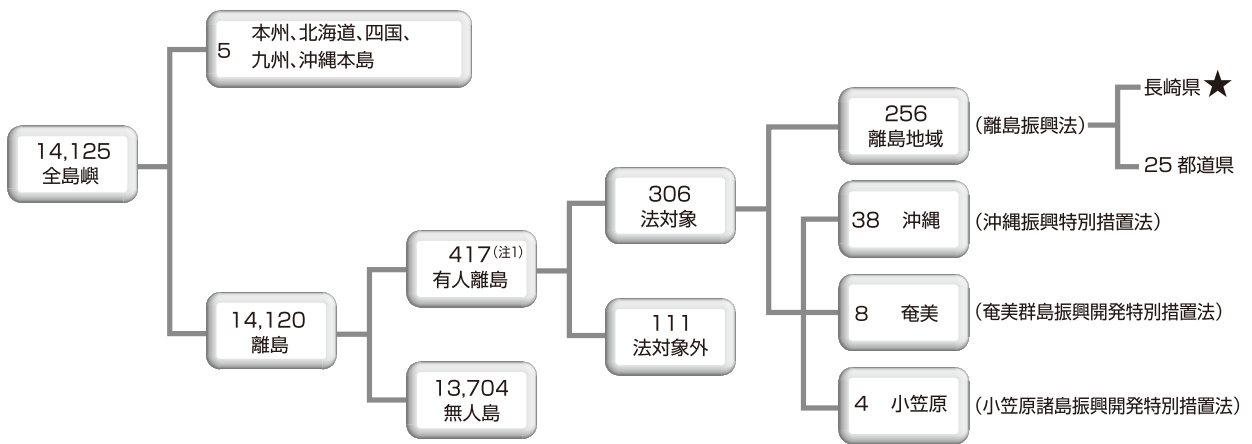 5 本州、北海道、四国、
九州、沖縄本島
14,125
全島嶼
14,120
離島
417(注1)
有人離島
13,704
無人島
306
法対象
111
法対象外
256
離島地域
(離島振興法)
長崎県★
25都道県
38 沖縄
(沖縄振興特別措置法)
8 奄美
(奄美群島振興開発特別措置法)
4 小笠原
(小笠原諸島振興開発特別措置法)